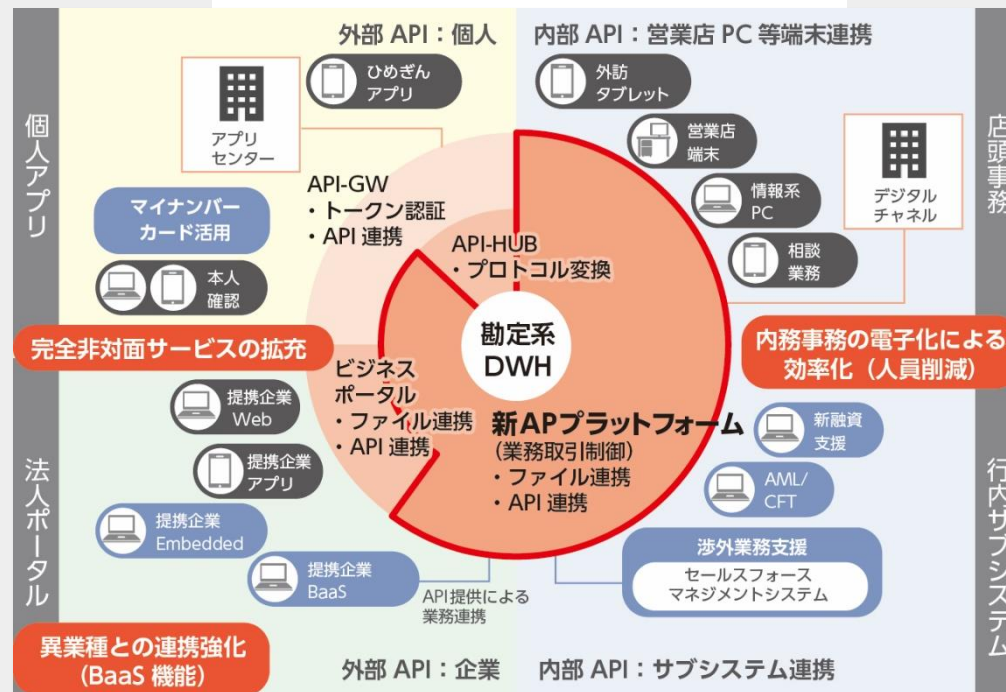 外部 API：個人
内部 API：営業店 PC 等端末連携
個人アプリ
アプリ
センター
ひめぎん
アプリ
マイナンバー
カード活用
本人
確認
完全非対面サービスの拡充
API-GW
・トークン認証
・API 連携
API-HUB
・プロトコル変換
外訪
タブレット
営業店
端末
情報系
PC
相談
業務
デジタル
チャネル
店頭事務
勘定系
DWH
内務事務の電子化による
効率化（人員削減）
ビジネス
ポータル
・ファイル連携
・API 連携
新APプラットフォーム
(業務取引制御)
・ファイル連携
・API 連携
法人ポータル
提携企業
Web
提携企業
アプリ
提携企業
Embedded
提携企業
BaaS
API提供による
業務連携
異業種との連携強化
(BaaS 機能)
新融資
支援
AML/
CFT
渉外業務支援
セールスフォース
マネジメントシステム
行内サブシステム
外部 API：企業
内部 API：サブシステム連携